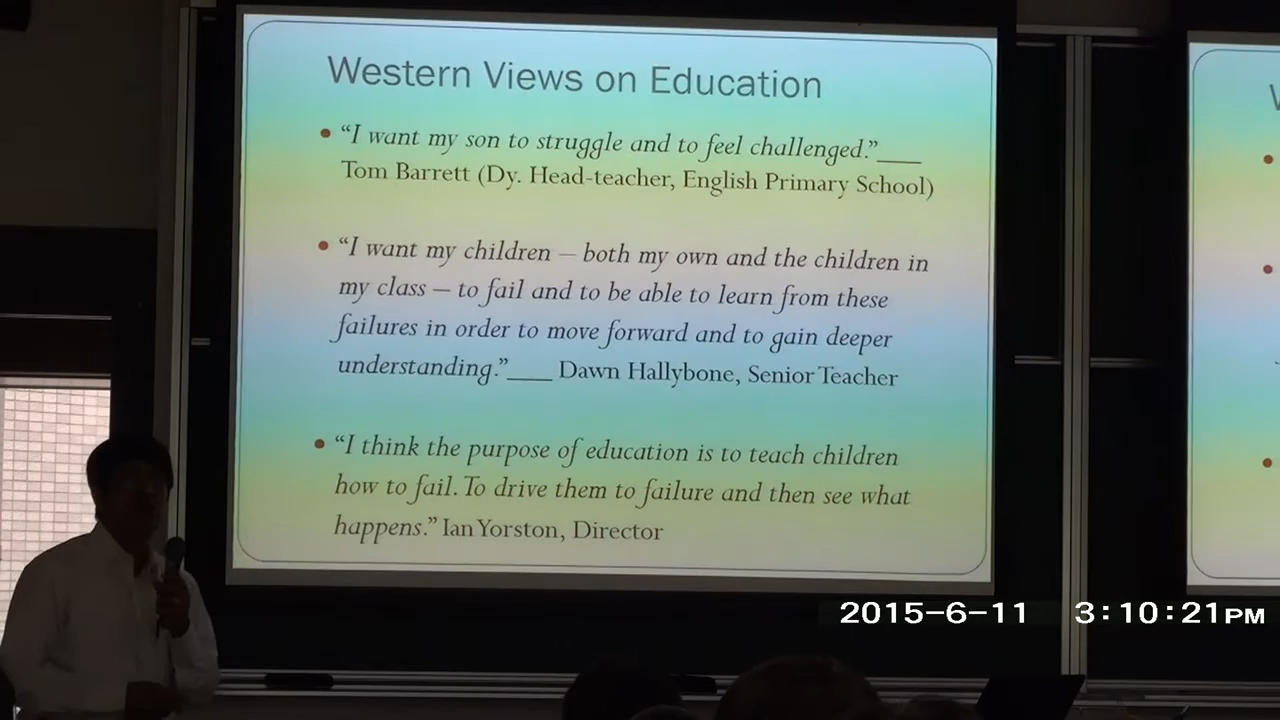 Western Views on Education
• “I want my son to struggle and to feel challenged.”___
Tom Barrett (Dy. Head-teacher, English Primary School)
• “I want my children – both my own and the children in
my class – to fail and to be able to learn from these
failures in order to move forward and to gain deeper
understanding.”___ Dawn Hallybone, Senior Teacher
• “I think the purpose of education is to teach children
how to fail. To drive them to failure and then see what
happens.” Ian Yorston, Director
2015-6-11 3:10:21PM